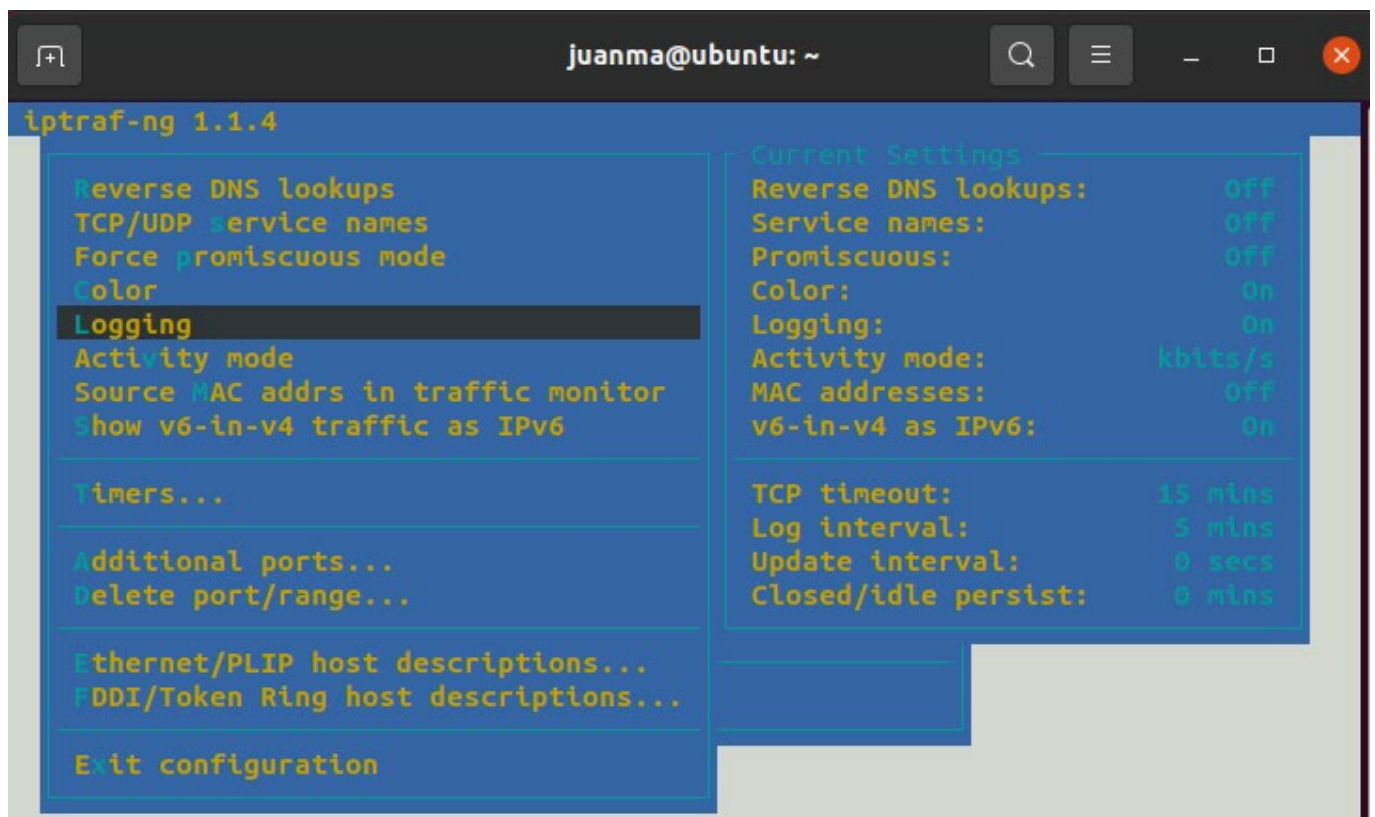 juanma@ubuntu: ~
iptraf-ng 1.1.4
Reverse DNS lookups
TCP/UDP service names
Force promiscuous mode
Color
Logging
Activity mode
Source MAC addrs in traffic monitor
Show v6-in-v4 traffic as IPv6
Timers...
Additional ports...
Delete port/range...
Ethernet/PLIP host descriptions...
FDDI/Token Ring host descriptions...
Exit configuration
Current Settings
Reverse DNS lookups: Off
Service names: Off
Promiscuous: Off
Color: On
Logging: On
Activity mode: kbits/s
MAC addresses: Off
v6-in-v4 as IPv6: On
TCP timeout: 15 mins
Log interval: 5 mins
Update interval: 0 secs
Closed/idle persist: 0 mins